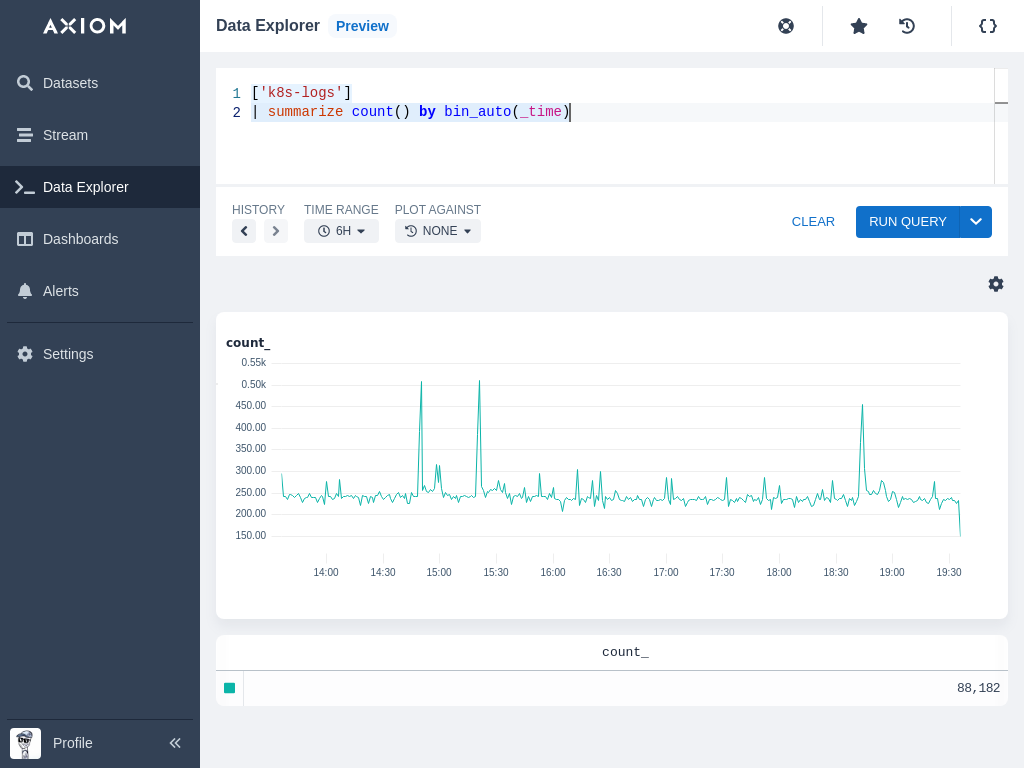 AXIOM
Datasets
Stream
Data Explorer
Dashboards
Alerts
Settings
Profile
Data Explorer Preview
1 ['k8s-logs']
2 | summarize count() by bin_auto(_time)
HISTORY TIME RANGE PLOT AGAINST
6H NONE
CLEAR RUN QUERY
count_
0.55k
0.50k
450.00
400.00
350.00
300.00
250.00
200.00
150.00
14:00 14:30 15:00 15:30 16:00 16:30 17:00 17:30 18:00 18:30 19:00 19:30
count_
88,182